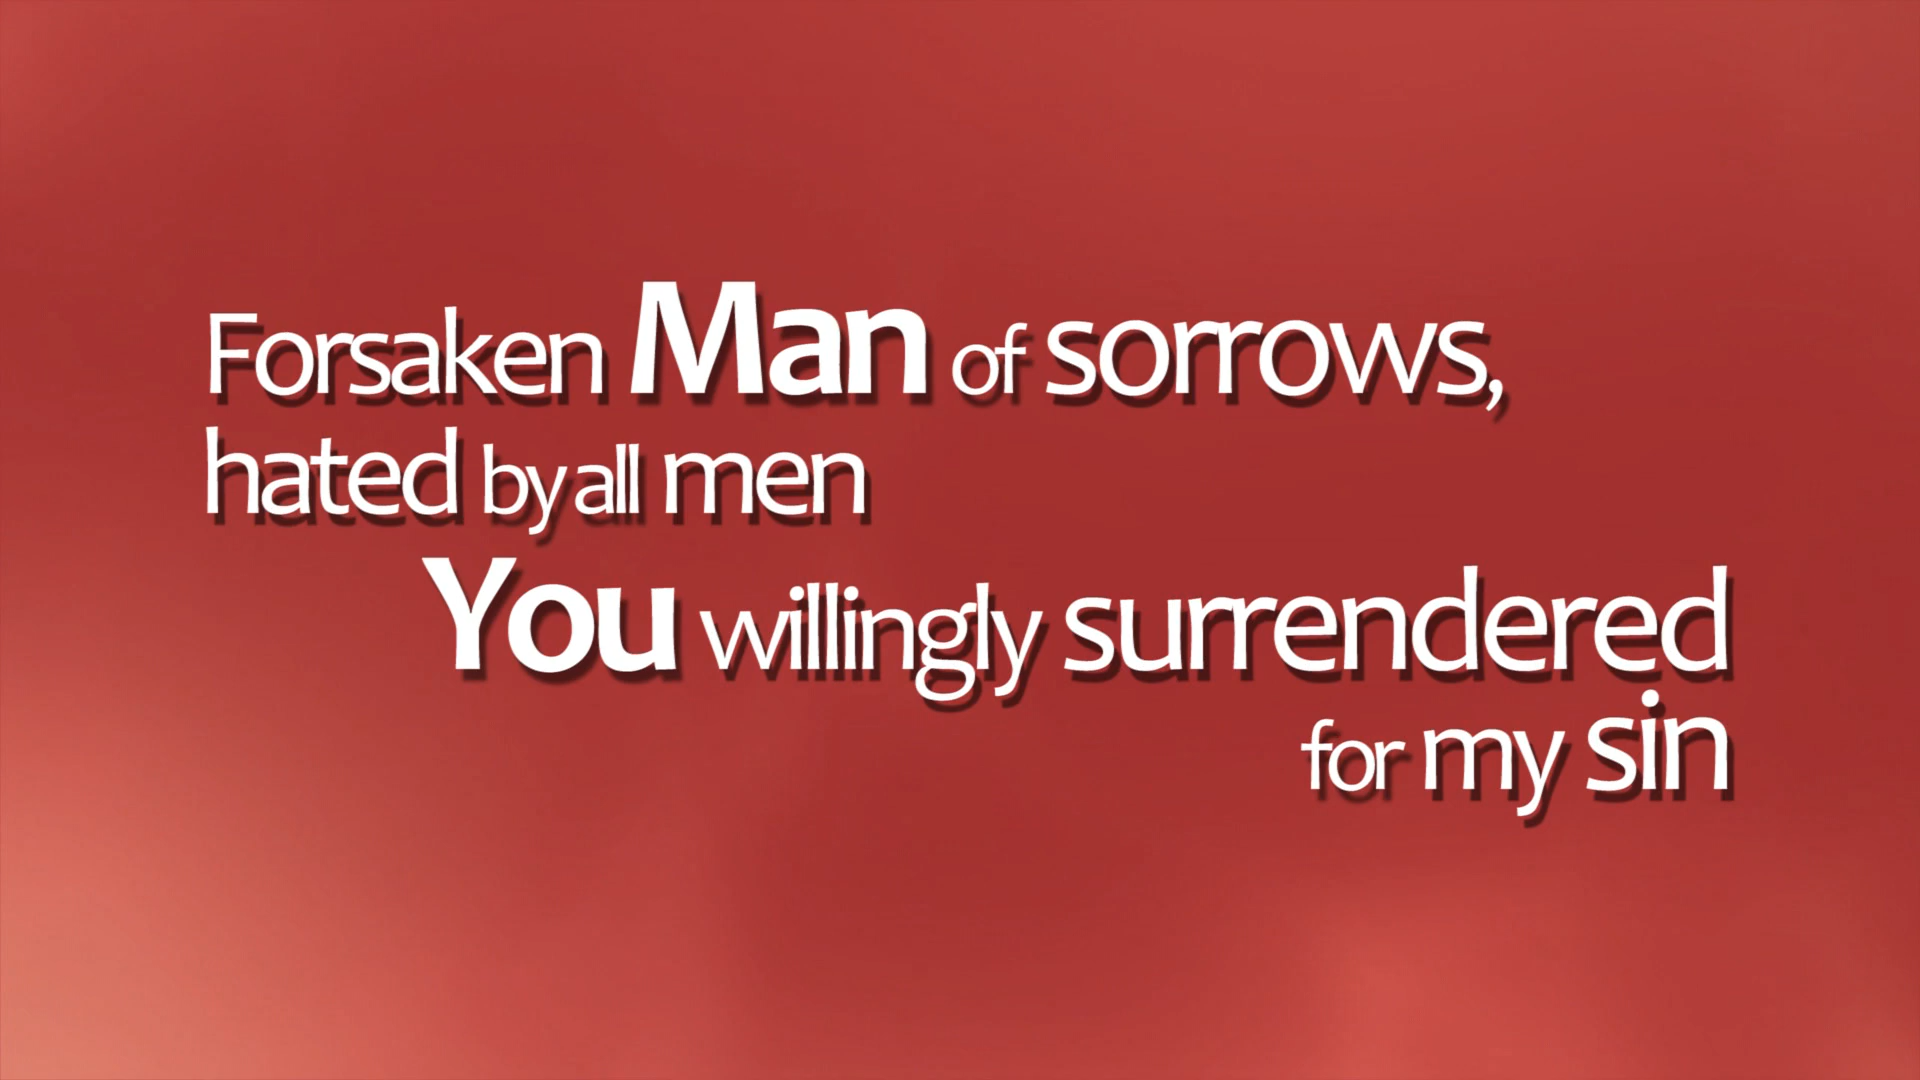 Forsaken Man of sorrows,
hated by all men
You willingly surrendered
for my sin